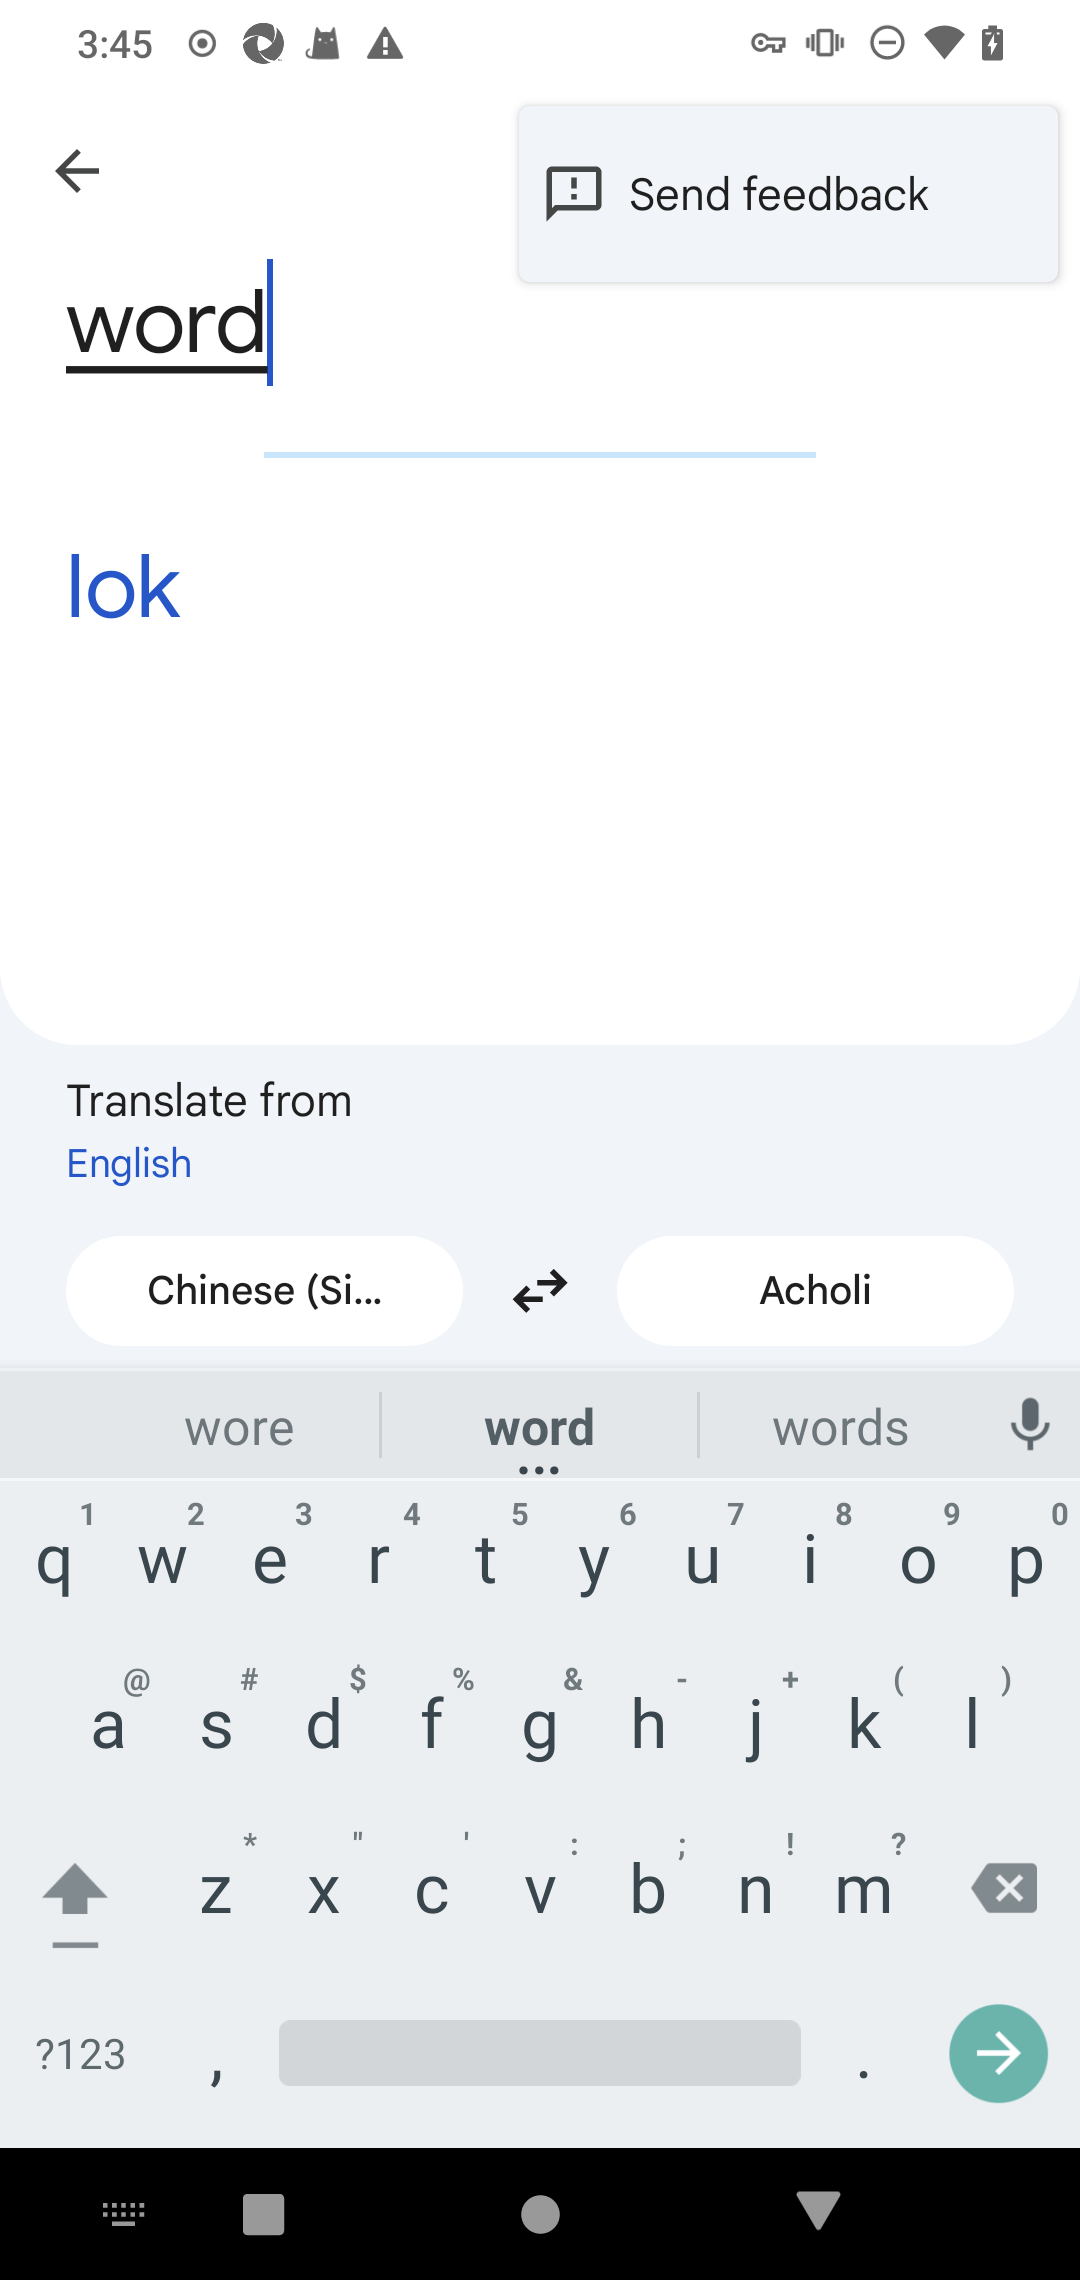 3:45
Send feedback
word
lok
Translate from
English
Chinese (Si... Acholi
wore word words
1 2 3 4 5 6 7 8 9 0
q w e r t y u i o p
@ # $ % & - + ( )
a s d f g h j k l
* " ' : ; ! ?
z x c v b n m
?123 , .